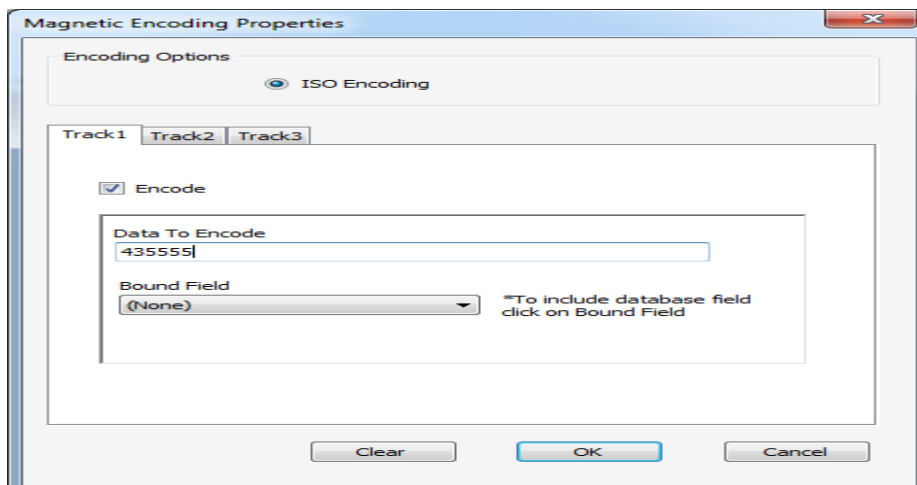 Magnetic Encoding Properties
Encoding Options
ISO Encoding
Track1 Track2 Track3
Encode
Data To Encode
435555
Bound Field
(None)
*To include database field
click on Bound Field
Clear OK Cancel